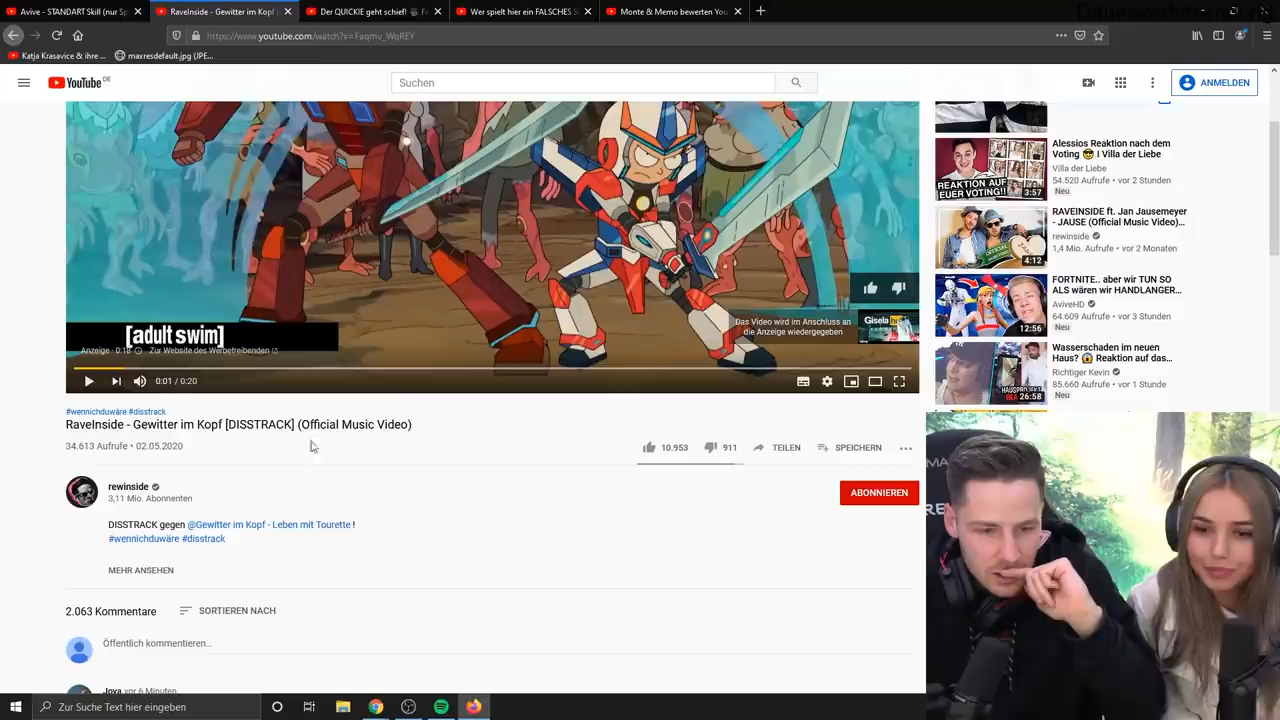 Avive - STANDART Skill (nur Sp
RaveInside - Gewitter im Kopf
Der QUICKIE geht schief!
Wer spielt hier ein FALSCHES S
Monte & Memo bewerten You
https://www.youtube.com/watch?v=Faqmv_WqREY
Katja Krasavice & ihre ...
maxresdefault.jpg (JPE...
YouTube DE
Suchen
ANMELDEN
[adult swim]
Anzeige · 0:18
Zur Website des Werbetreibenden
Das Video wird im Anschluss an
die Anzeige wiedergegeben
Gisela
0:01 / 0:20
#wennichduwäre #disstrack
RaveInside - Gewitter im Kopf [DISSTRACK] (Official Music Video)
34.613 Aufrufe • 02.05.2020
10.953
911
TEILEN
SPEICHERN
rewinside
3,11 Mio. Abonnenten
ABONNIEREN
DISSTRACK gegen @Gewitter im Kopf - Leben mit Tourette !
#wennichduwäre #disstrack
MEHR ANSEHEN
2.063 Kommentare
SORTIEREN NACH
Öffentlich kommentieren...
Joya vor 6 Minuten
REAKTION AUF
EUER VOTING!!
3:57
Alessios Reaktion nach dem
Voting 😎 I Villa der Liebe
Villa der Liebe
54.520 Aufrufe • vor 2 Stunden
Neu
4:12
RAVEINSIDE ft. Jan Jausemeyer
- JAUSE (Official Music Video)...
rewinside
1,4 Mio. Aufrufe • vor 2 Monaten
12:56
FORTNITE.. aber wir TUN SO
ALS wären wir HANDLANGER...
AviveHD
64.609 Aufrufe • vor 3 Stunden
Neu
26:58
Wasserschaden im neuen
Haus? 😱 Reaktion auf das...
Richtiger Kevin
85.660 Aufrufe • vor 1 Stunde
Neu
Zur Suche Text hier eingeben